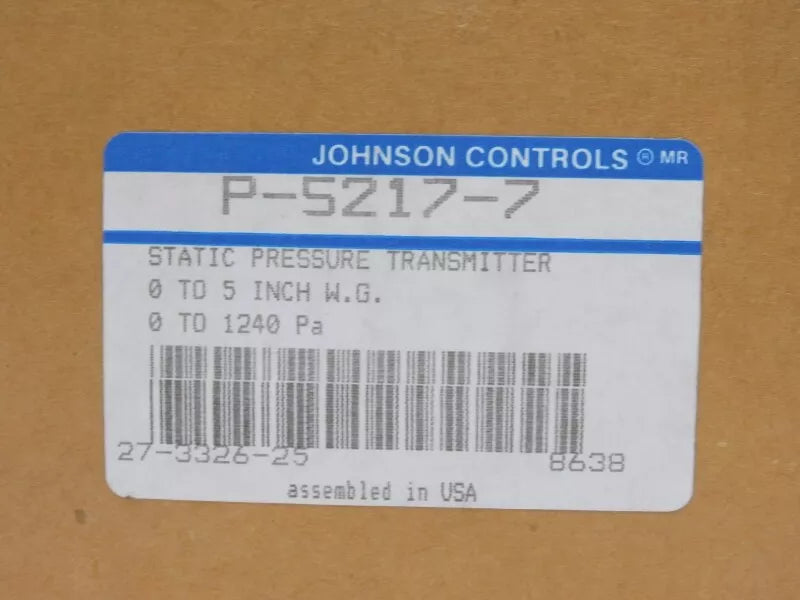 JOHNSON CONTROLS ® MR
P-5217-7
STATIC PRESSURE TRANSMITTER
0 TO 5 INCH W.G.
0 TO 1240 Pa
27-3326-25 8638
assembled in USA